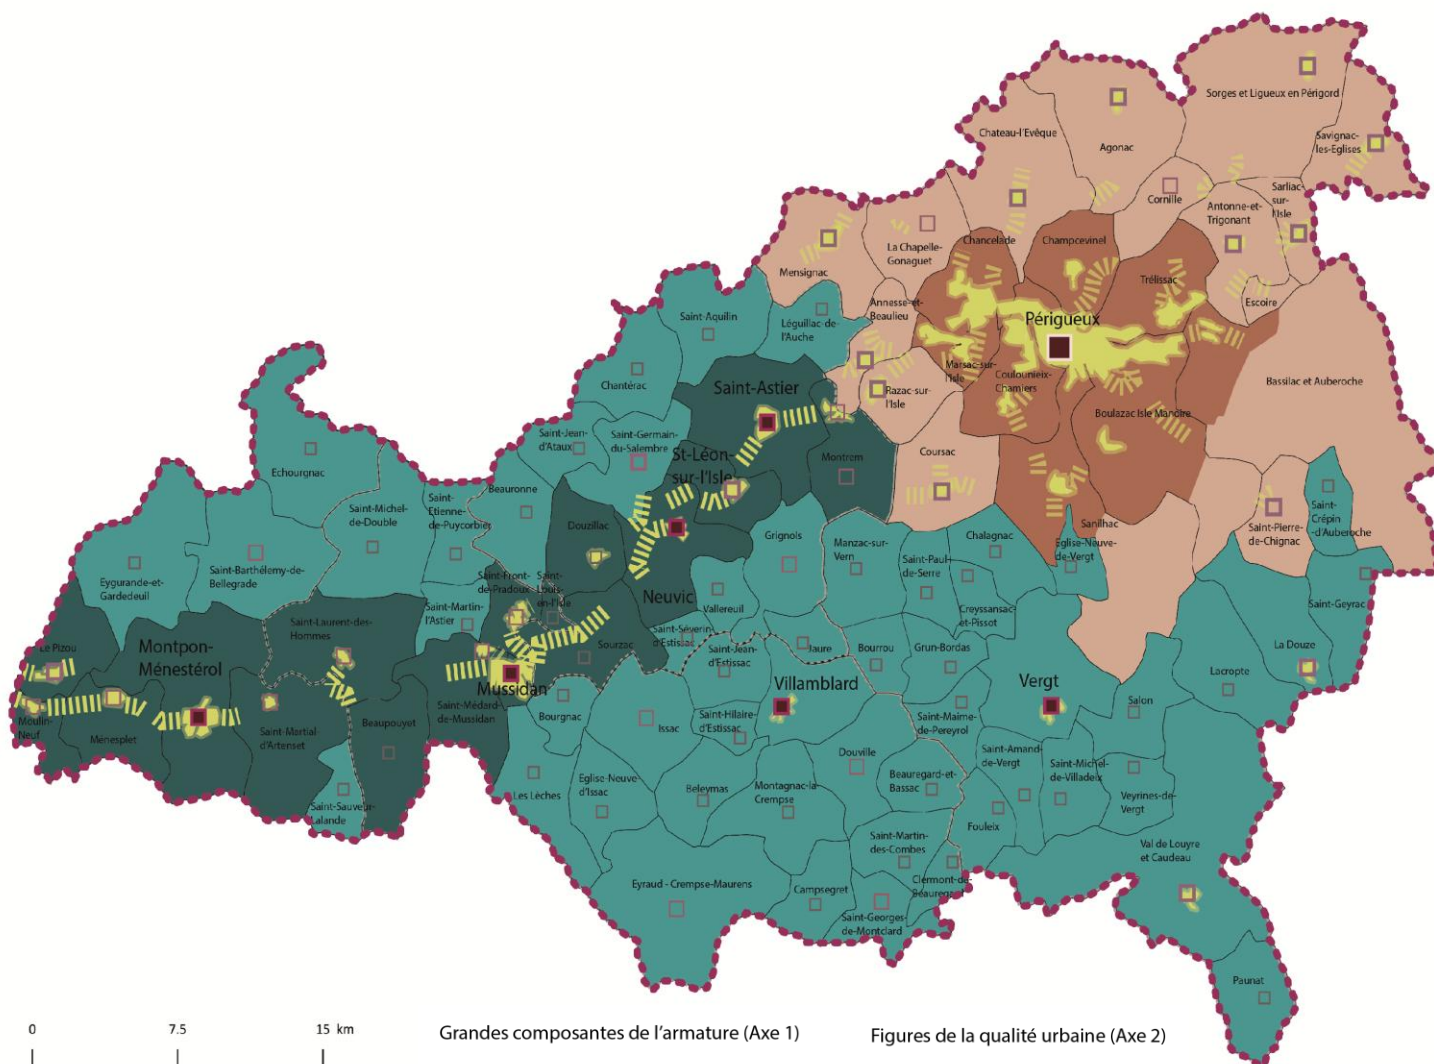 Sorges et Ligueux en Périgord
Chateau-l'Evêque
Agonac
Savignac-
les-Eglises
Cornille
Antonne-et-
Trigonant
Sarliac-
sur-
l'Isle
La Chapelle-
Gonaguet
Chancelade
Champcevinel
Mensignac
Trélissac
Escoire
Annesse-et-
Beaulieu
Périgueux
Saint-Aquilin
Léguillac-de-
l'Auche
Marsac-sur-
l'Isle
Coulounieix-
Chamiers
Bassilac et Auberoche
Chantérac
Saint-Astier
Razac-sur-
l'Isle
Boulazac Isle Manoire
Saint-Jean-
d'Ataux
Saint-Germain-
du-Salembre
St-Léon-
sur-l'Isle
Montrem
Coursac
Echourgnac
Beauronne
Saint-Michel-
de-Double
Saint-
Etienne-
de-Puycorbier
Douzillac
Grignols
Manzac-sur-
Vern
Saint-Paul-
de-Serre
Chalagnac
Sanilhac
Eglise-Neuve-
de-Vergt
Saint-Pierre-
de-Chignac
Saint-
Crépin
-d'Auberoche
Eygurande-et-
Gardedeuil
Saint-Barthélemy-de-
Bellegrade
Saint-Front-
de-Pradoux
Saint-
Louis-
en-l'Isle
Neuvic
Vallereuil
Creyssansac-
et-Pissot
Saint-Geyrac
Saint-Martin-
l'Astier
Saint-Laurent-des-
Hommes
Le Pizou
Montpon-
Ménestérol
Sourzac
Saint-Séverin-
d'Estissac
Saint-Jean-
d'Estissac
Jaure
Bourrou
Grun-Bordas
La Douze
Lacropte
Mussidan
Villamblard
Vergt
Salon
Moulin-
Neuf
Ménesplet
Saint-Martial-
d'Artenset
Beaupouyet
Saint-Médard-
de-Mussidan
Bourgnac
Issac
Saint-Hilaire-
d'Estissac
Saint-Maime-
de-Pereyrol
Douville
Saint-Amand-
de-Vergt
Saint-Michel-
de-Villadeix
Saint-Sauveur-
Lalande
Les Lèches
Eglise-Neuve-
d'Issac
Beleymas
Montagnac-la-
Crempse
Beauregard-et-
Bassac
Fouleix
Veyrines-de-
Vergt
Saint-Martin-
des-Combes
Val de Louyre
et Caudeau
Eyraud - Crempse-Maurens
Campsegret
Clermont-de-
Beauregard
Saint-Georges-
de-Montclard
Paunat
0 7.5 15 km
Grandes composantes de l'armature (Axe 1) Figures de la qualité urbaine (Axe 2)